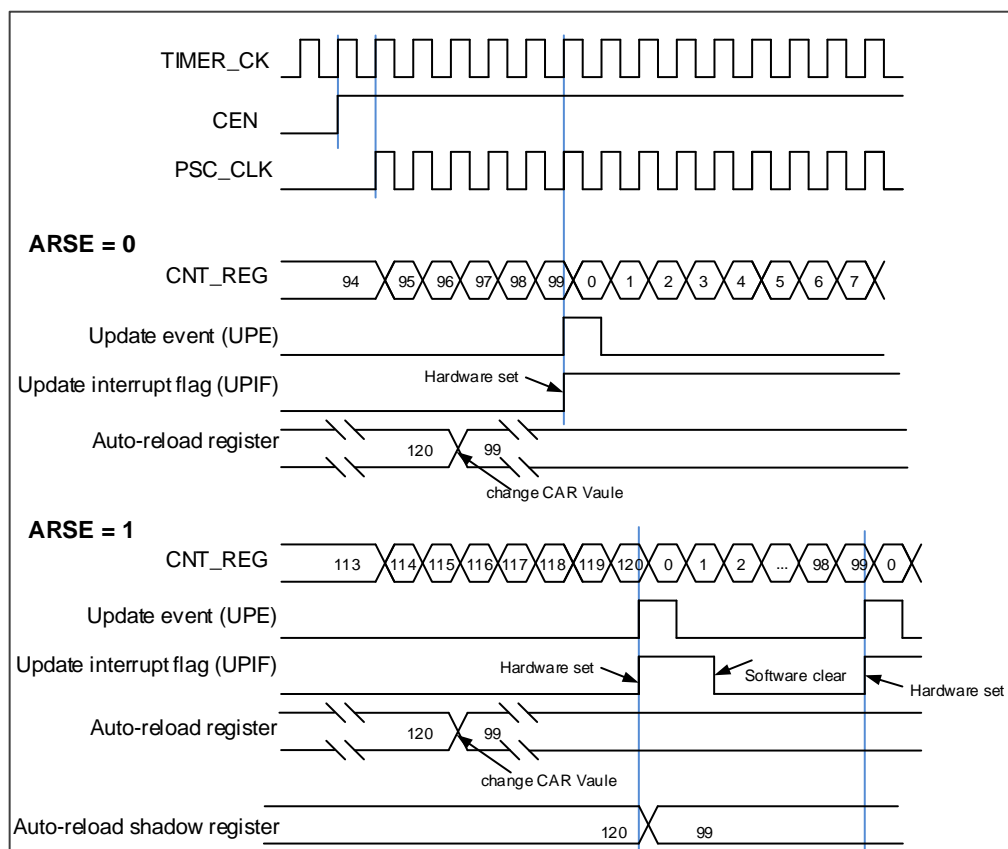 TIMER_CK
CEN
PSC_CLK
ARSE = 0
CNT_REG 94 95 96 97 98 99 0 1 2 3 4 5 6 7
Update event (UPE)
Update interrupt flag (UPIF) Hardware set
Auto-reload register 120 99
change CAR Vaule
ARSE = 1
CNT_REG 113 114 115 116 117 118 119 120 0 1 2 ... 98 99 0
Update event (UPE)
Update interrupt flag (UPIF) Hardware set Software clear Hardware set
Auto-reload register 120 99
change CAR Vaule
Auto-reload shadow register 120 99